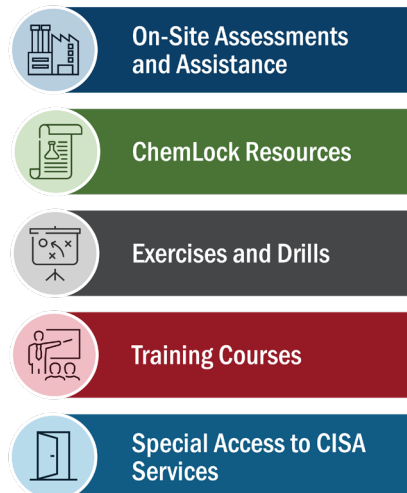 On-Site Assessments
and Assistance
ChemLock Resources
Exercises and Drills
Training Courses
Special Access to CISA
Services